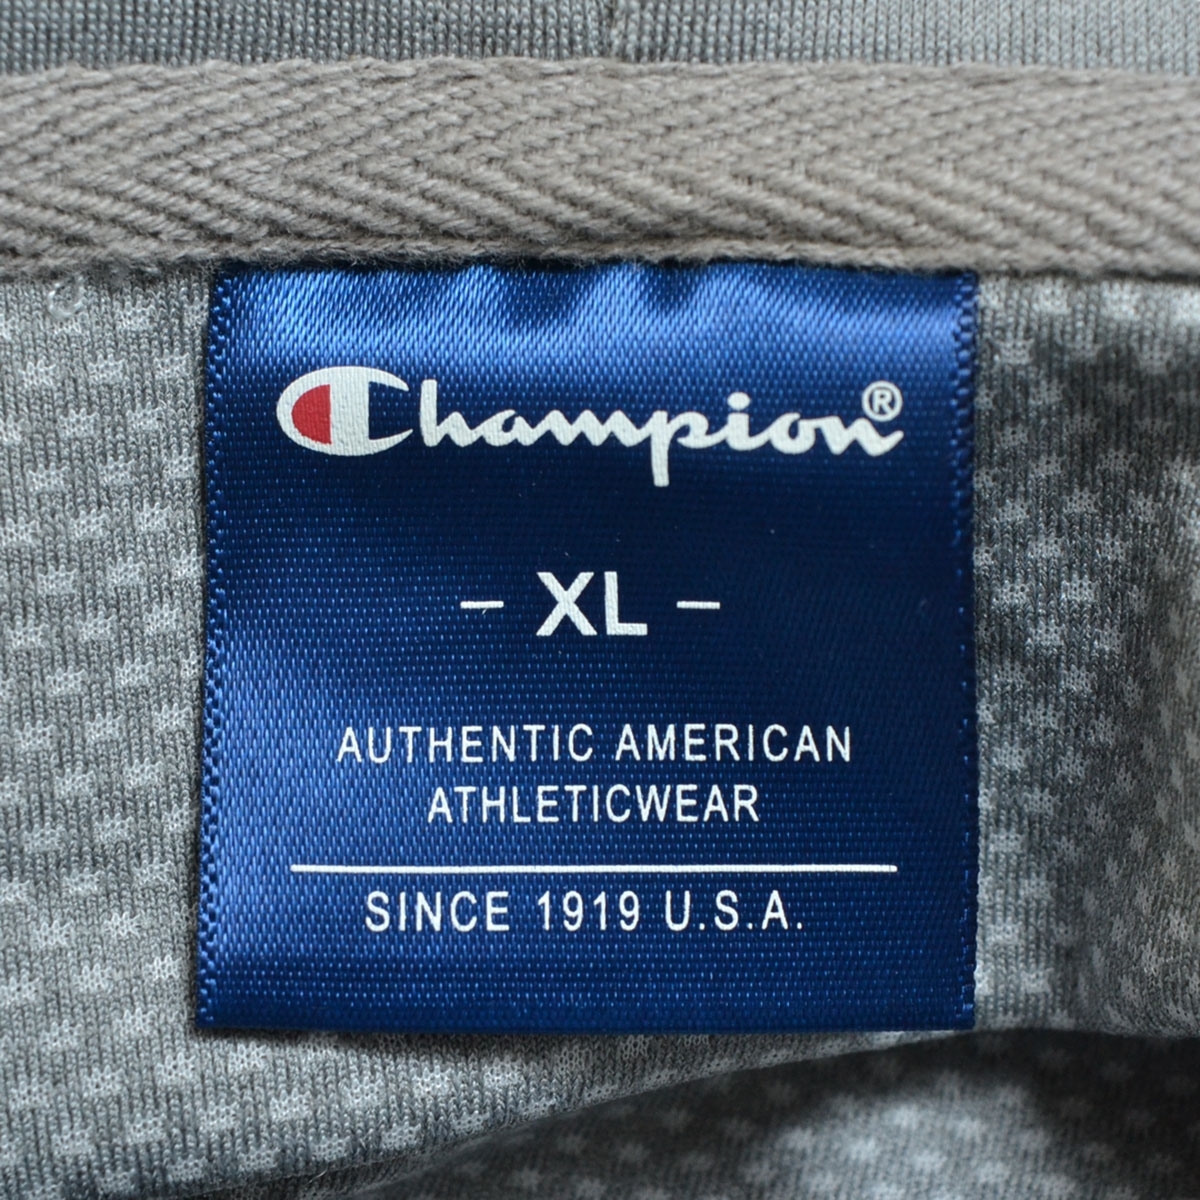 Champion®
- XL -
AUTHENTIC AMERICAN
ATHLETICWEAR
SINCE 1919 U.S.A.